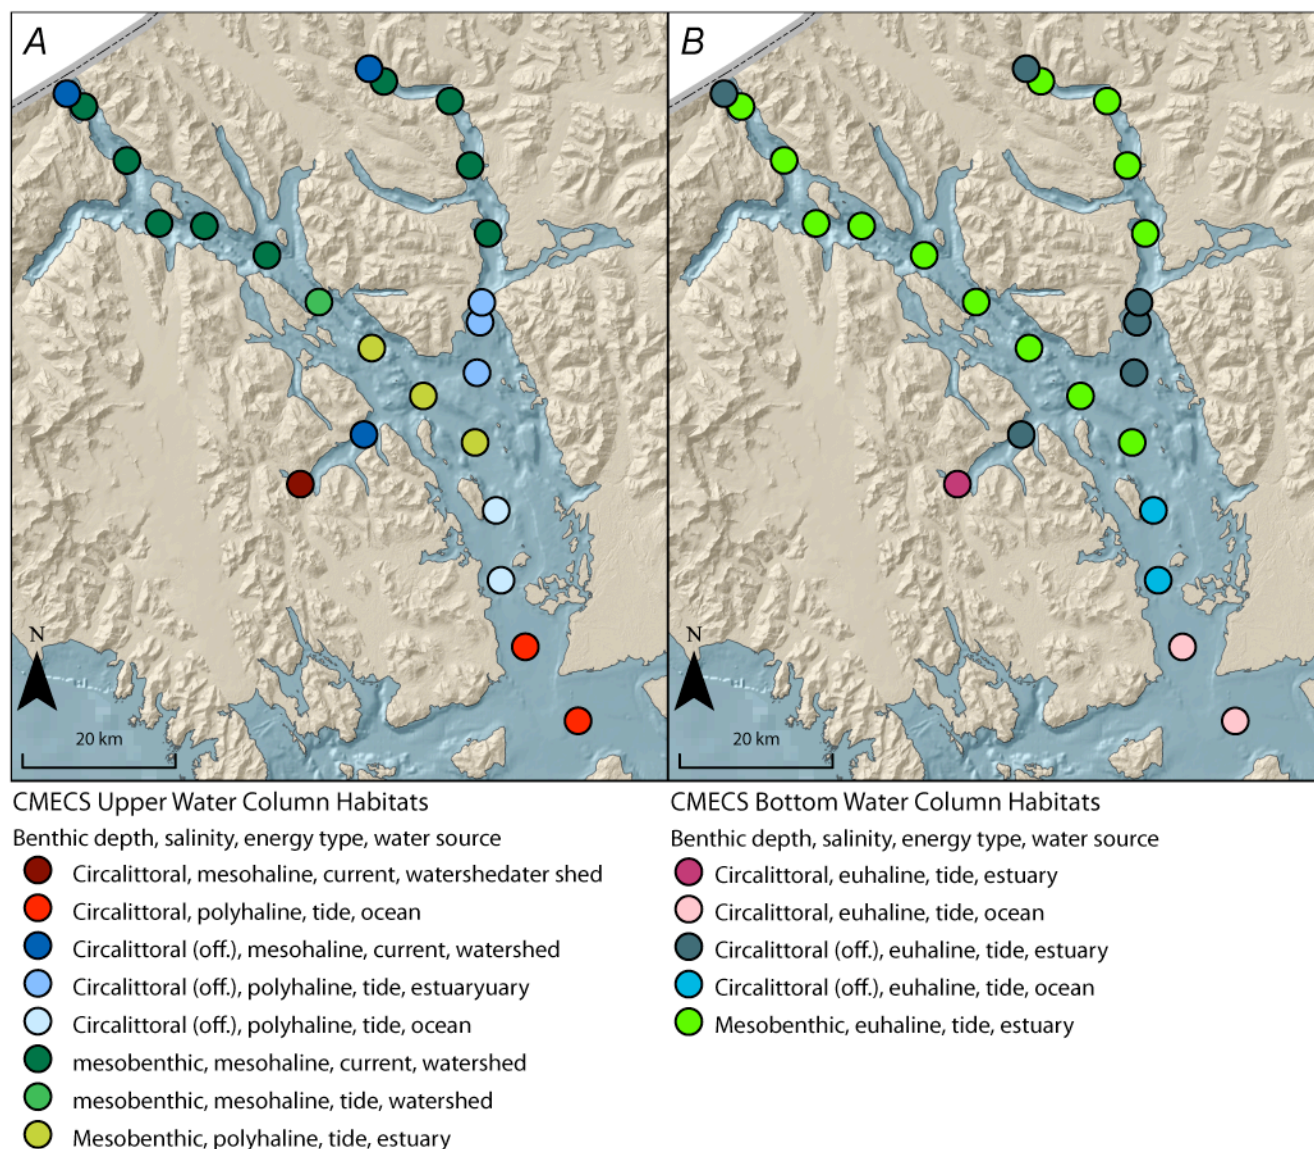 A
B
N
20 km
N
20 km
CMECS Upper Water Column Habitats
Benthic depth, salinity, energy type, water source
Circalittoral, mesohaline, current, watershedater shed
Circalittoral, polyhaline, tide, ocean
Circalittoral (off.), mesohaline, current, watershed
Circalittoral (off.), polyhaline, tide, estuaryuary
Circalittoral (off.), polyhaline, tide, ocean
mesobenthic, mesohaline, current, watershed
mesobenthic, mesohaline, tide, watershed
Mesobenthic, polyhaline, tide, estuary
CMECS Bottom Water Column Habitats
Benthic depth, salinity, energy type, water source
Circalittoral, euhaline, tide, estuary
Circalittoral, euhaline, tide, ocean
Circalittoral (off.), euhaline, tide, estuary
Circalittoral (off.), euhaline, tide, ocean
Mesobenthic, euhaline, tide, estuary